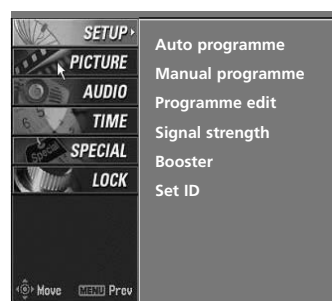 SETUP
PICTURE
AUDIO
TIME
SPECIAL
LOCK
Move MENU Prev
Auto programme
Manual programme
Programme edit
Signal strength
Booster
Set ID